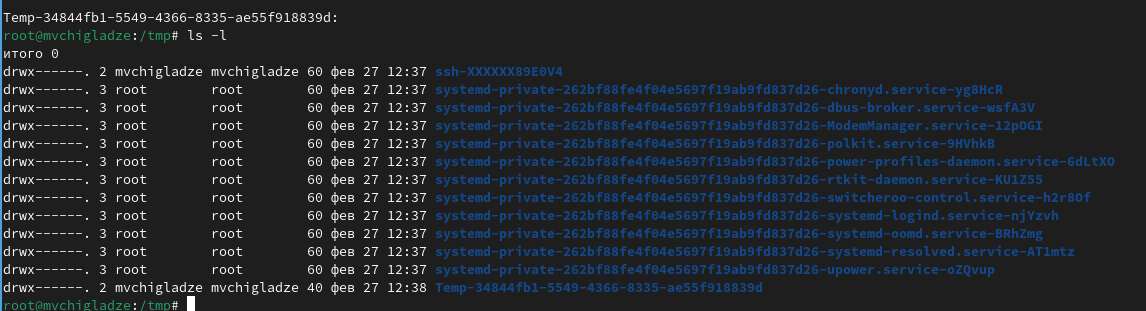 Temp-34844fb1-5549-4366-8335-ae55f918839d:
root@mvchigladze:/tmp# ls -l
итого 0
drwx------. 2 mvchigladze mvchigladze 60 фев 27 12:37 ssh-XXXXXX89E0V4
drwx------. 3 root        root        60 фев 27 12:37 systemd-private-262bf88fe4f04e5697f19ab9fd837d26-chronyd.service-yg8HcR
drwx------. 3 root        root        60 фев 27 12:37 systemd-private-262bf88fe4f04e5697f19ab9fd837d26-dbus-broker.service-wsfA3V
drwx------. 3 root        root        60 фев 27 12:37 systemd-private-262bf88fe4f04e5697f19ab9fd837d26-ModemManager.service-12pOGI
drwx------. 3 root        root        60 фев 27 12:37 systemd-private-262bf88fe4f04e5697f19ab9fd837d26-polkit.service-9HVhkB
drwx------. 3 root        root        60 фев 27 12:37 systemd-private-262bf88fe4f04e5697f19ab9fd837d26-power-profiles-daemon.service-6dLtXO
drwx------. 3 root        root        60 фев 27 12:37 systemd-private-262bf88fe4f04e5697f19ab9fd837d26-rtkit-daemon.service-KU1Z55
drwx------. 3 root        root        60 фев 27 12:37 systemd-private-262bf88fe4f04e5697f19ab9fd837d26-switcheroo-control.service-h2r8Of
drwx------. 3 root        root        60 фев 27 12:37 systemd-private-262bf88fe4f04e5697f19ab9fd837d26-systemd-logind.service-njYzvh
drwx------. 3 root        root        60 фев 27 12:37 systemd-private-262bf88fe4f04e5697f19ab9fd837d26-systemd-oomd.service-BRhZmg
drwx------. 3 root        root        60 фев 27 12:37 systemd-private-262bf88fe4f04e5697f19ab9fd837d26-systemd-resolved.service-AT1mtz
drwx------. 3 root        root        60 фев 27 12:37 systemd-private-262bf88fe4f04e5697f19ab9fd837d26-upower.service-oZQvup
drwx------. 2 mvchigladze mvchigladze 40 фев 27 12:38 Temp-34844fb1-5549-4366-8335-ae55f918839d
root@mvchigladze:/tmp#